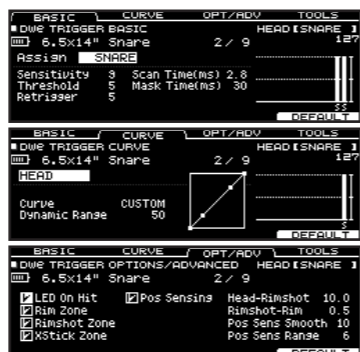 BASIC CURVE OPT/ADV TOOLS
DWe TRIGGER BASIC HEAD[SNARE ]
6.5x14" Snare 2/ 9 127
Assign SNARE
Sensitivity 9 Scan Time(ms) 2.8
Threshold 5 Mask Time(ms) 30
Retrigger 5
SS
DEFAULT
BASIC CURVE OPT/ADV TOOLS
DWe TRIGGER CURVE HEAD[SNARE ]
6.5x14" Snare 2/ 9 127
HEAD
Curve CUSTOM
Dynamic Range 50
S
DEFAULT
BASIC CURVE OPT/ADV TOOLS
DWe TRIGGER OPTIONS/ADVANCED HEAD[SNARE ]
6.5x14" Snare 2/ 9
LED On Hit Pos Sensing Head-Rimshot 10.0
Rim Zone Rimshot-Rim 0.5
Rimshot Zone Pos Sens Smooth 10
XStick Zone Pos Sens Range 6
DEFAULT